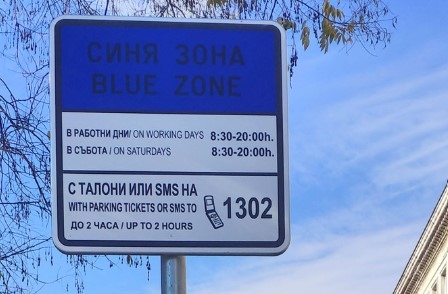 СИНЯ ЗОНА
BLUE ZONE
В РАБОТНИ ДНИ/ ON WORKING DAYS 8:30-20:00h.
В СЪБОТА / ON SATURDAYS 8:30-20:00h.
С ТАЛОНИ ИЛИ SMS НА
WITH PARKING TICKETS OR SMS TO 1302
ДО 2 ЧАСА / UP TO 2 HOURS